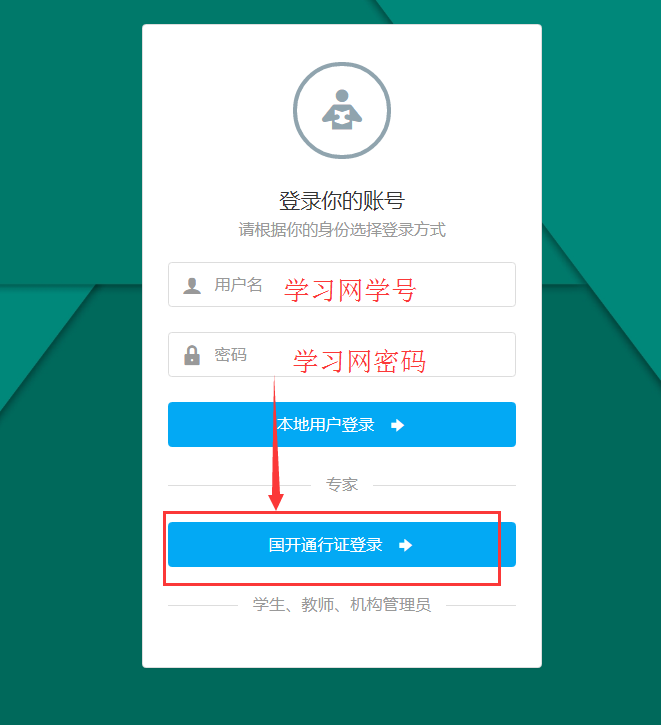 登录你的账号
请根据你的身份选择登录方式
用户名 学习网学号
密码 学习网密码
本地用户登录
专家
国开通行证登录
学生、教师、机构管理员